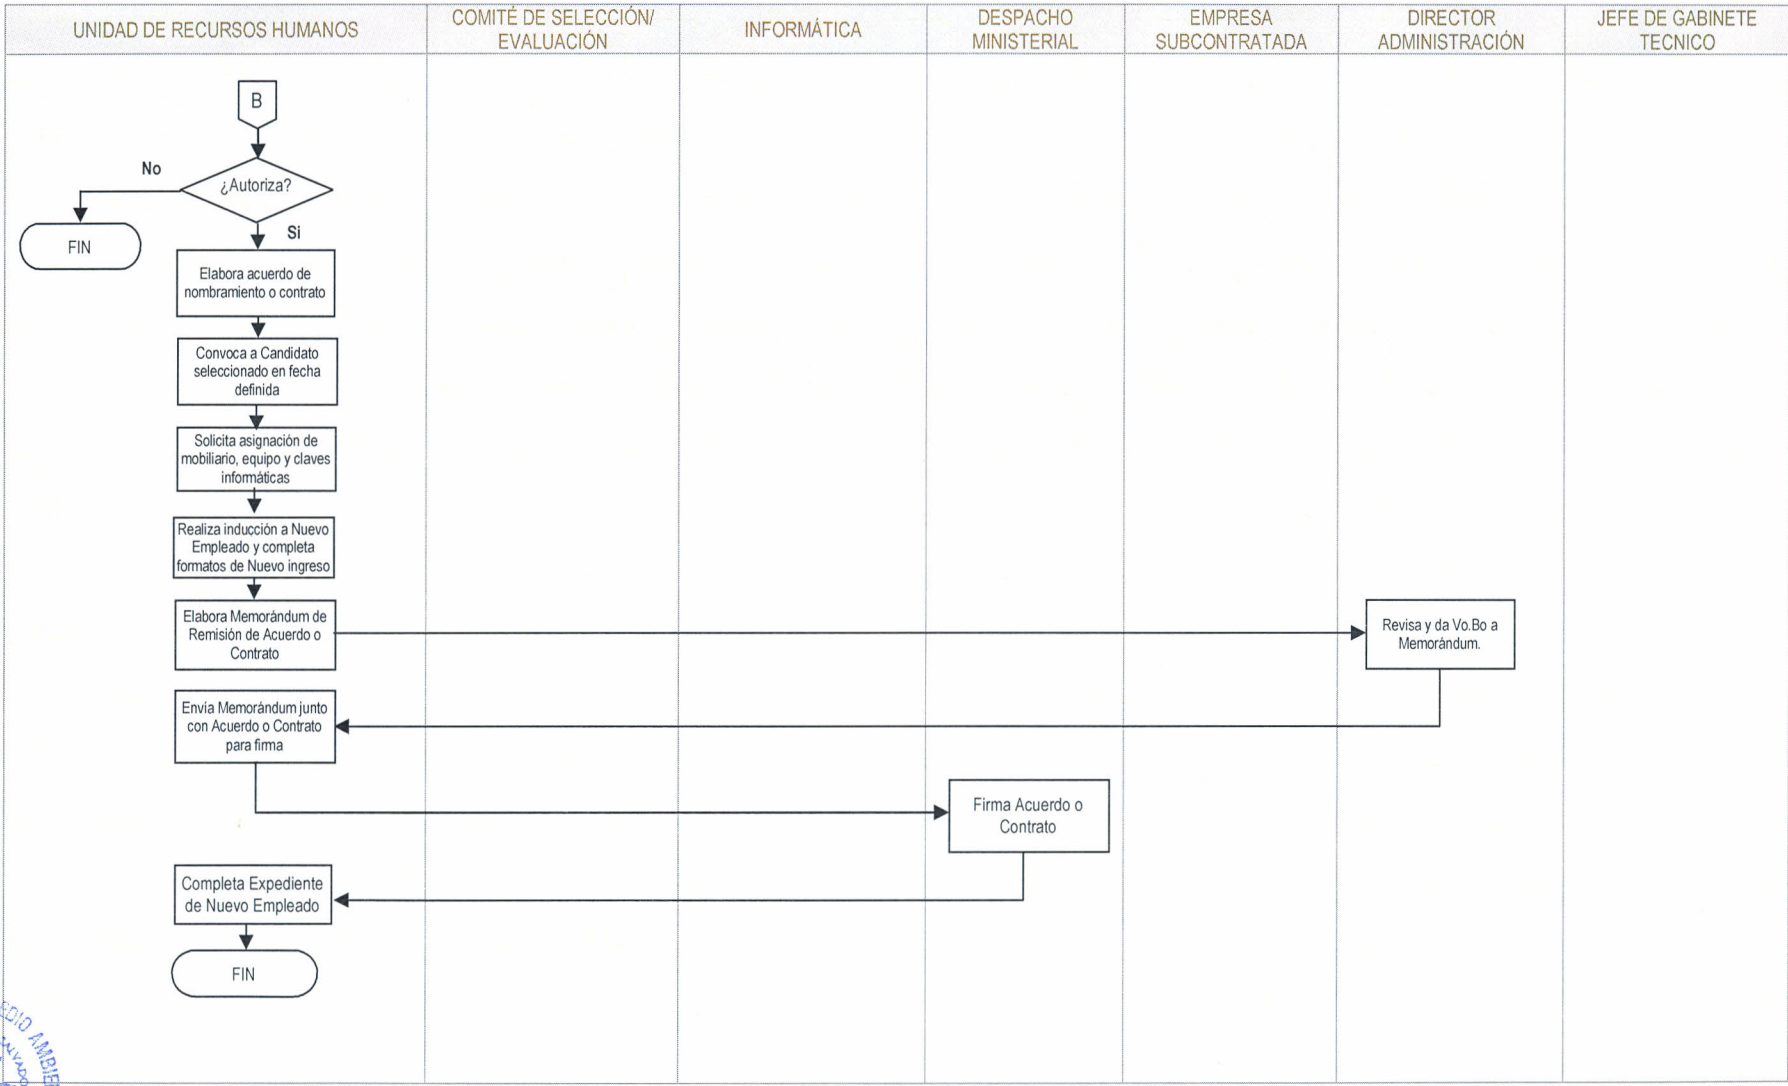 UNIDAD DE RECURSOS HUMANOS
COMITÉ DE SELECCIÓN/
EVALUACIÓN
INFORMÁTICA
DESPACHO
MINISTERIAL
EMPRESA
SUBCONTRATADA
DIRECTOR
ADMINISTRACIÓN
JEFE DE GABINETE
TECNICO
B
No
¿Autoriza?
FIN
Si
Elabora acuerdo de
nombramiento o contrato
Convoca a Candidato
seleccionado en fecha
definida
Solicita asignación de
mobiliario, equipo y claves
informáticas
Realiza inducción a Nuevo
Empleado y completa
formatos de Nuevo ingreso
Elabora Memorándum de
Remisión de Acuerdo o
Contrato
Revisa y da Vo.Bo a
Memorándum.
Envía Memorándum junto
con Acuerdo o Contrato
para firma
Firma Acuerdo o
Contrato
Completa Expediente
de Nuevo Empleado
FIN